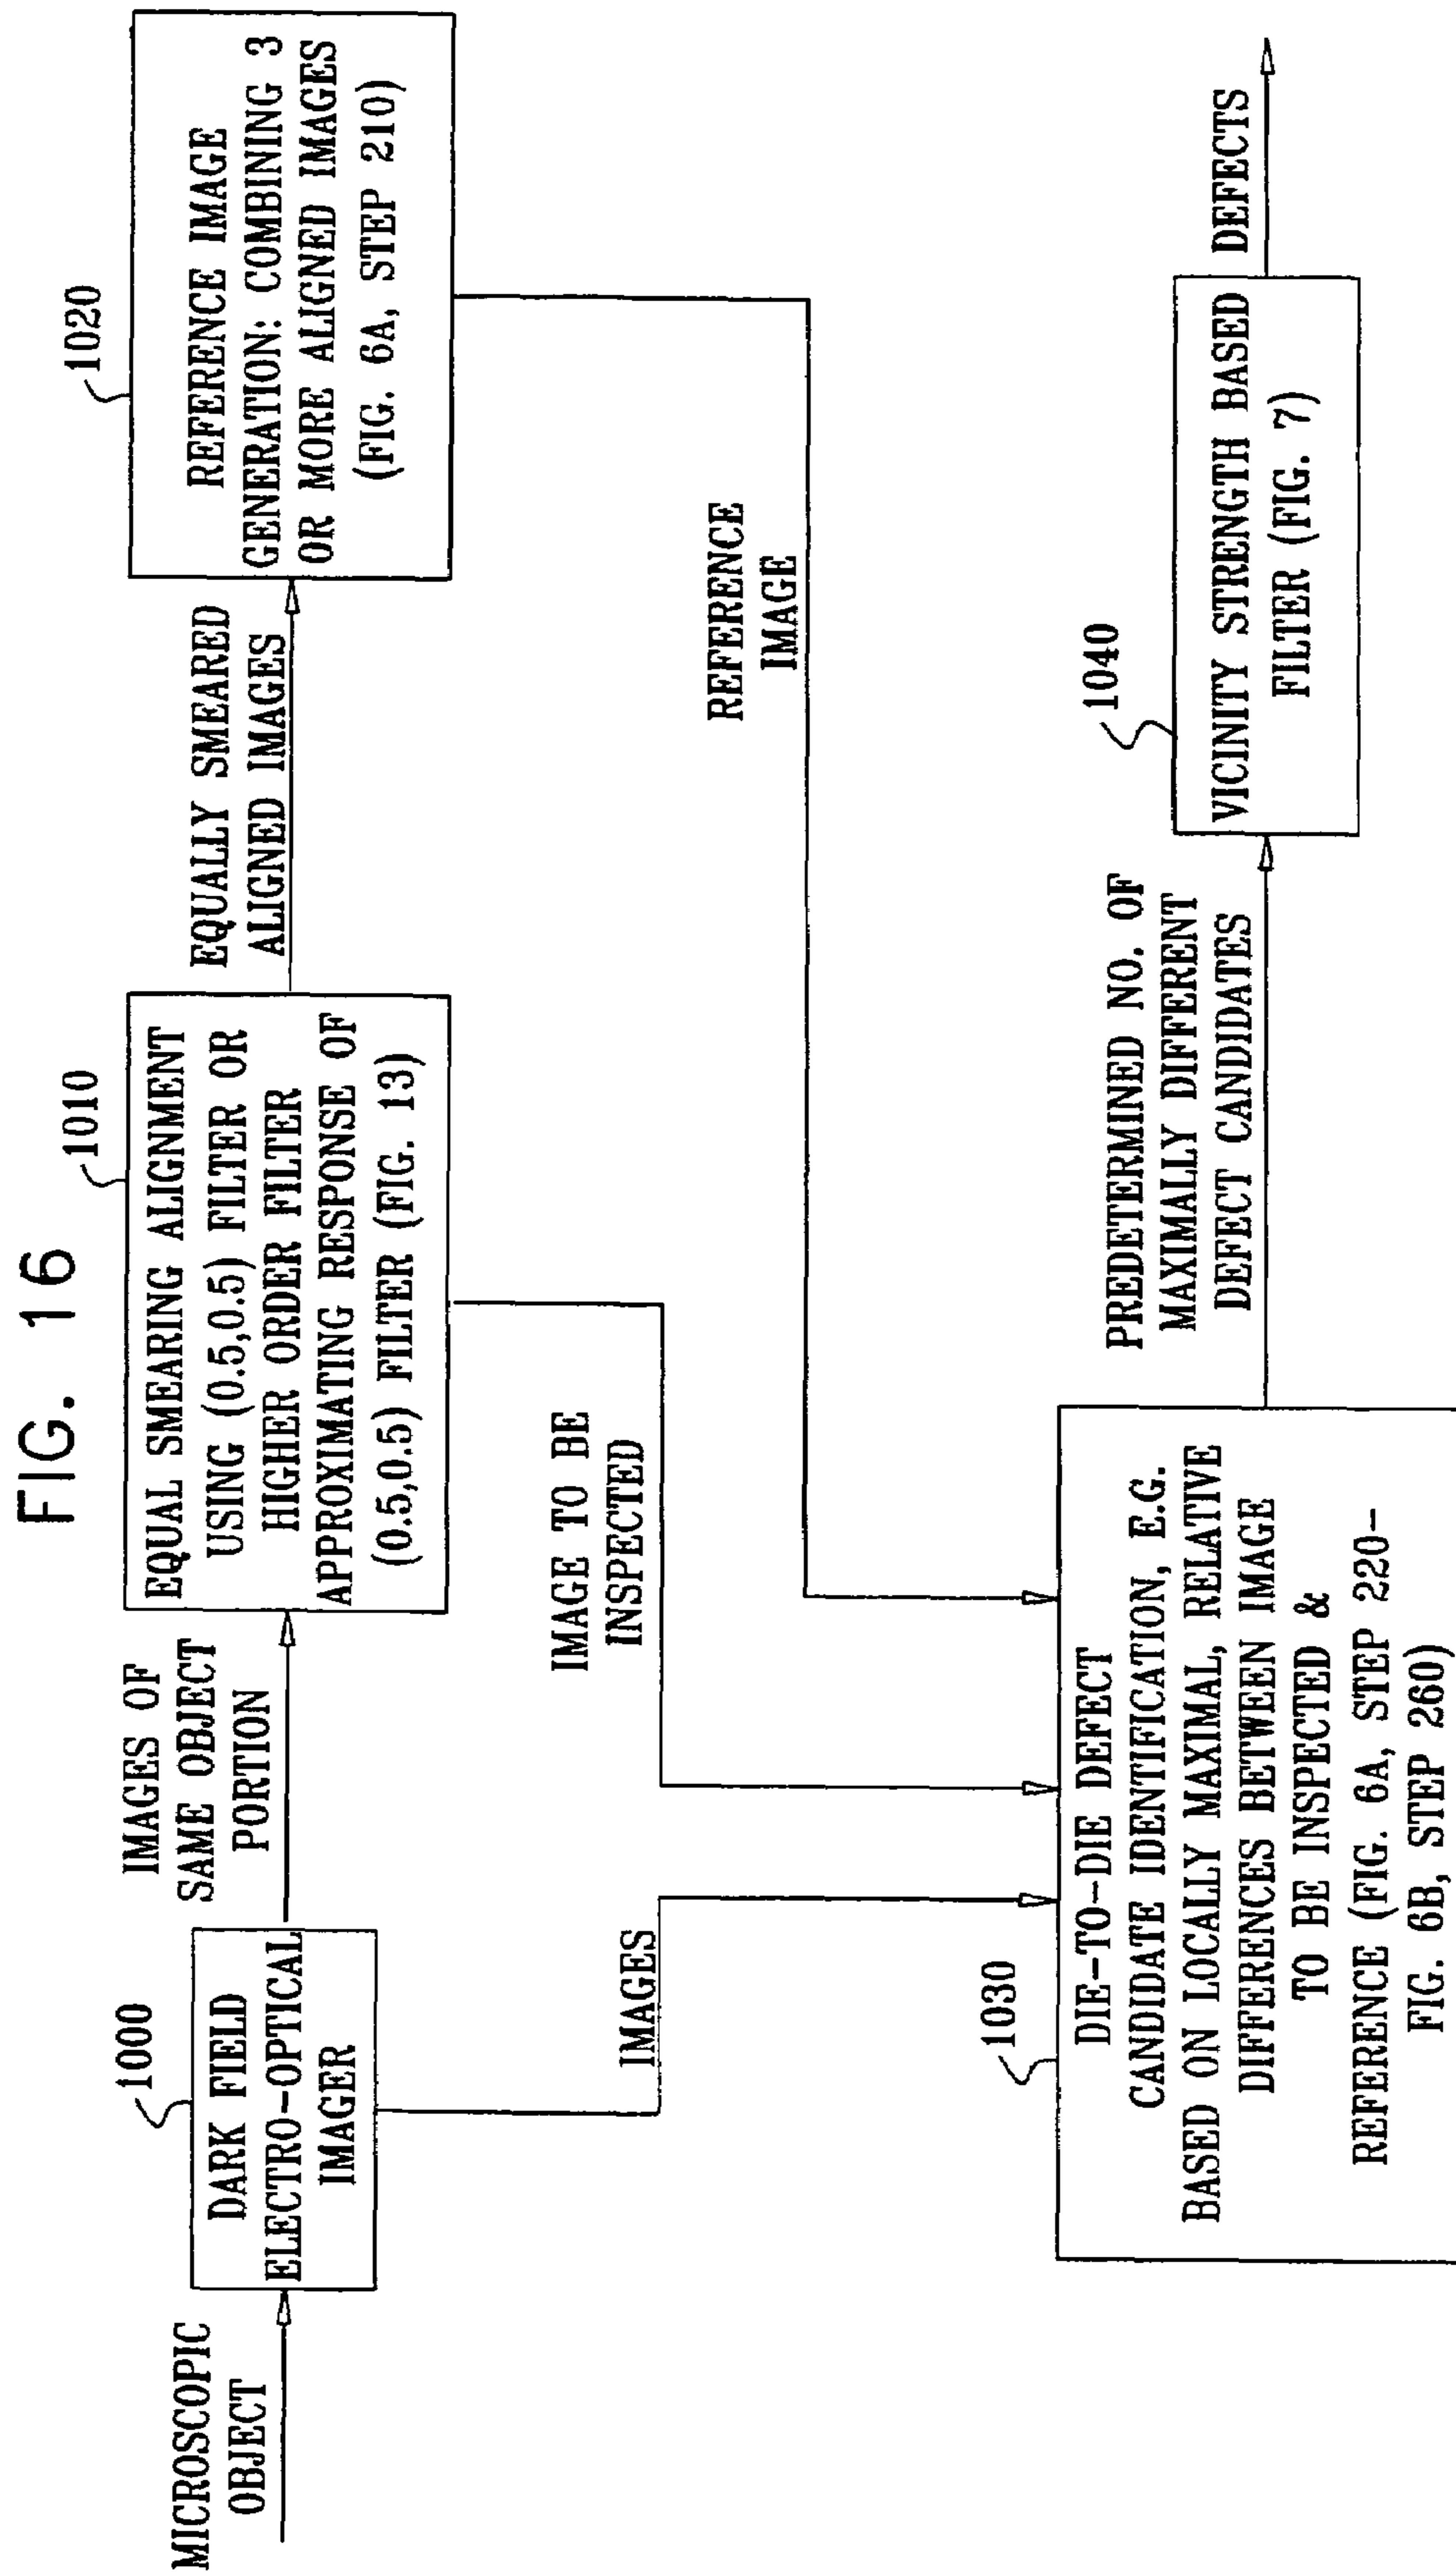 FIG. 16
MICROSCOPIC
OBJECT
1000
DARK FIELD
ELECTRO-OPTICAL
IMAGER
IMAGES OF
SAME OBJECT
PORTION
1010
EQUAL SMEARING ALIGNMENT
USING (0.5,0.5) FILTER OR
HIGHER ORDER FILTER
APPROXIMATING RESPONSE OF
(0.5,0.5) FILTER (FIG. 13)
EQUALLY SMEARED
ALIGNED IMAGES
1020
REFERENCE IMAGE
GENERATION: COMBINING 3
OR MORE ALIGNED IMAGES
(FIG. 6A, STEP 210)
IMAGES
IMAGE TO BE
INSPECTED
REFERENCE
IMAGE
1030
DIE-TO-DIE DEFECT
CANDIDATE IDENTIFICATION, E.G.
BASED ON LOCALLY MAXIMAL, RELATIVE
DIFFERENCES BETWEEN IMAGE
TO BE INSPECTED &
REFERENCE (FIG. 6A, STEP 220-
FIG. 6B, STEP 260)
PREDETERMINED NO. OF
MAXIMALLY DIFFERENT
DEFECT CANDIDATES
1040
VICINITY STRENGTH BASED
FILTER (FIG. 7)
DEFECTS